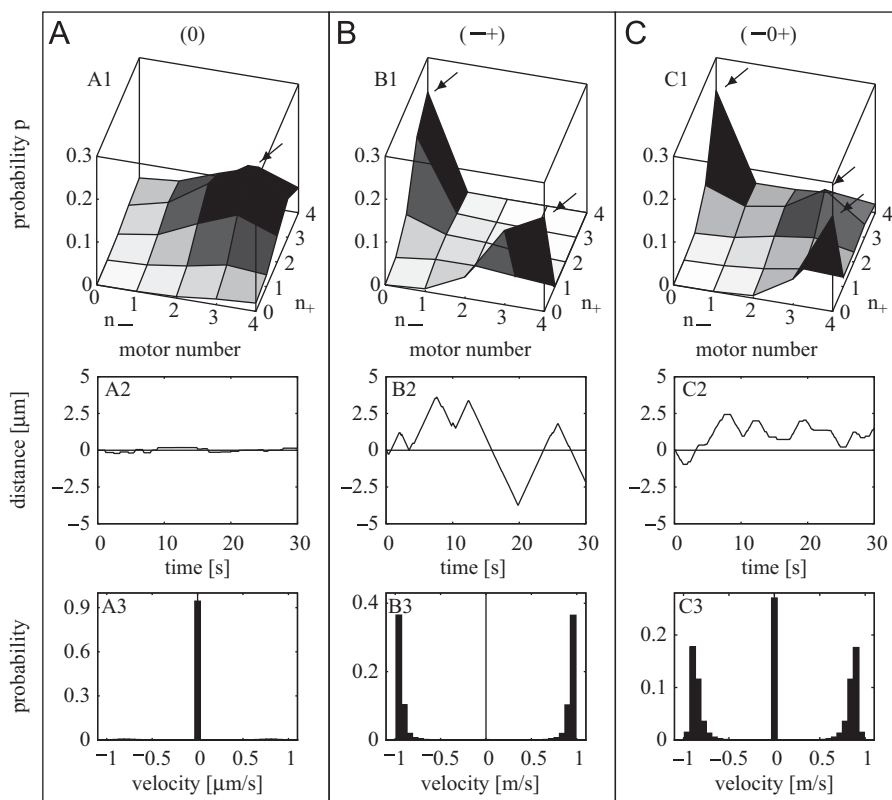 A (0)
A1
probability p
0.3
0.2
0.1
0
0 1 2 3 4
n−
0 1 2 3 4
n+
motor number
B (−+)
B1
0 1 2 3 4
n−
0 1 2 3 4
n+
motor number
C (−0+)
C1
0.3
0.2
0.1
0
0 1 2 3 4
n−
0 1 2 3 4
n+
motor number
A2
distance [μm]
5
2.5
0
−2.5
−5
0 10 20 30
time [s]
B2
5
2.5
0
−2.5
−5
0 10 20 30
time [s]
C2
5
2.5
0
−2.5
−5
0 10 20 30
time [s]
A3
probability
0.9
0.6
0.3
0
−1 −0.5 0 0.5 1
velocity [μm/s]
B3
0.4
0.2
0
−1 −0.5 0 0.5 1
velocity [m/s]
C3
0.2
0.1
0
−1 −0.5 0 0.5 1
velocity [m/s]